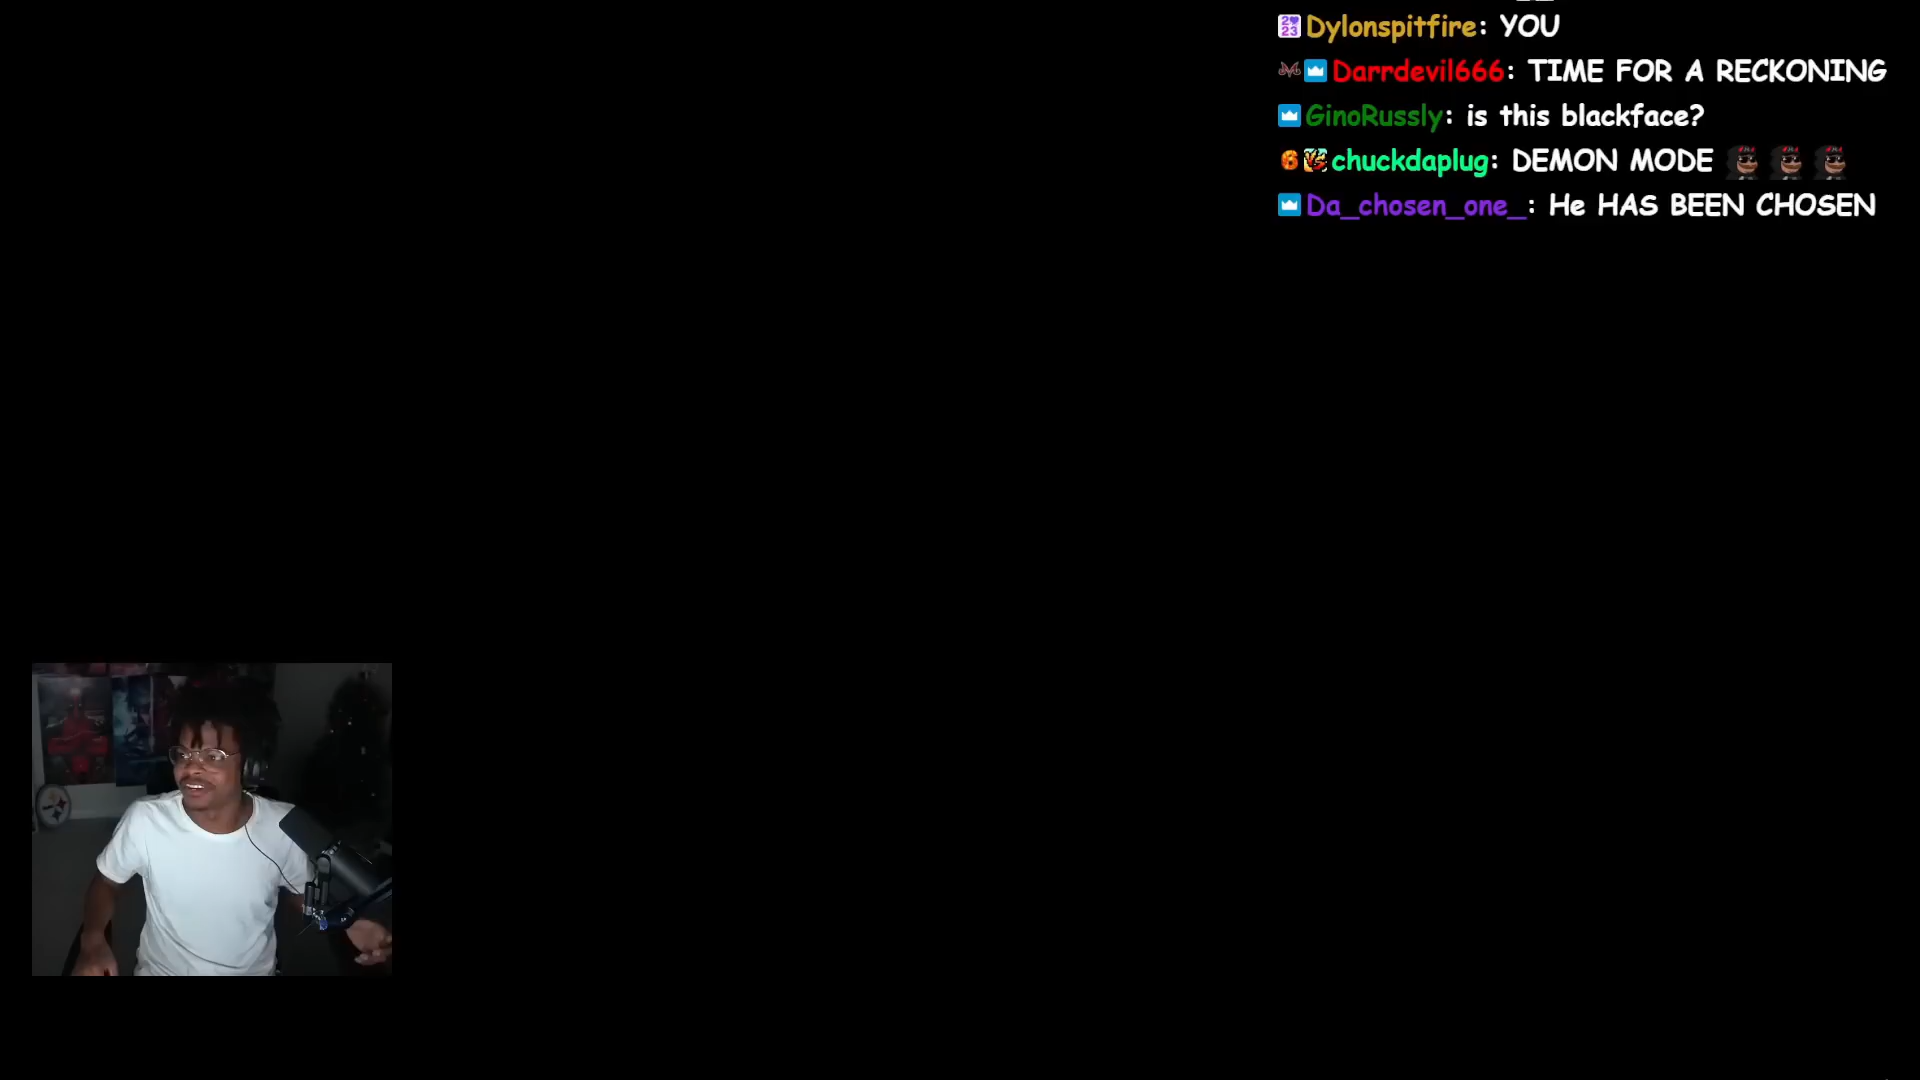 Dylonspitfire: YOU
Darrdevil666: TIME FOR A RECKONING
GinoRussly: is this blackface?
chuckdaplug: DEMON MODE
Da_chosen_one_: He HAS BEEN CHOSEN